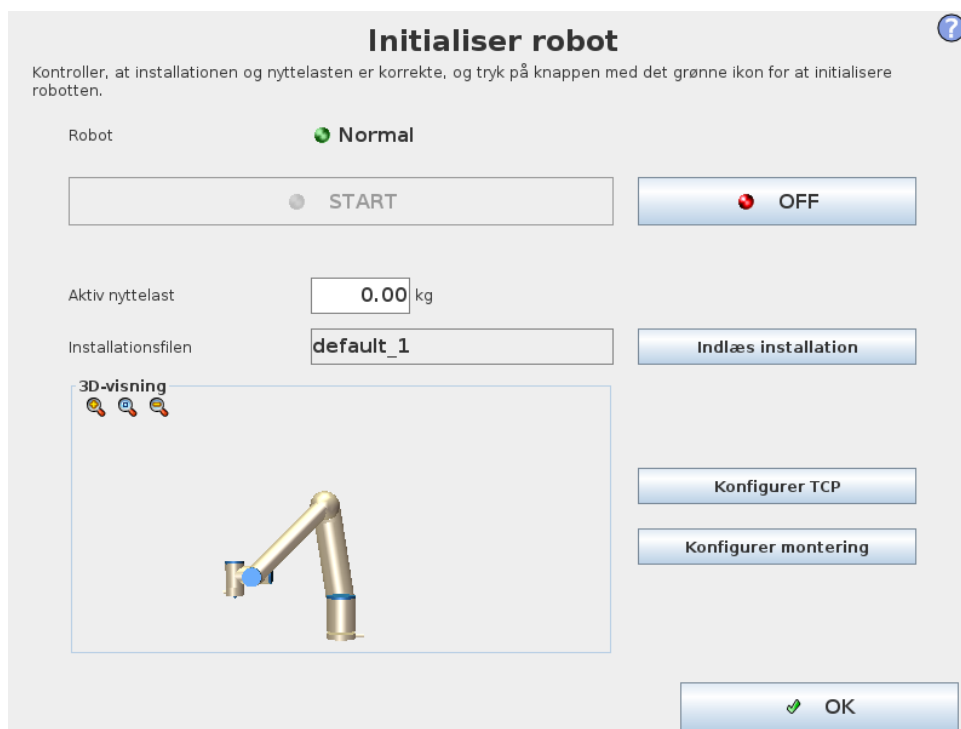 Initialiser robot
?
Kontroller, at installationen og nyttelasten er korrekte, og tryk på knappen med det grønne ikon for at initialisere
robotten.
Robot
Normal
START
OFF
Aktiv nyttelast
0.00 kg
Installationsfilen
default_1
Indlæs installation
3D-visning
Konfigurer TCP
Konfigurer montering
OK